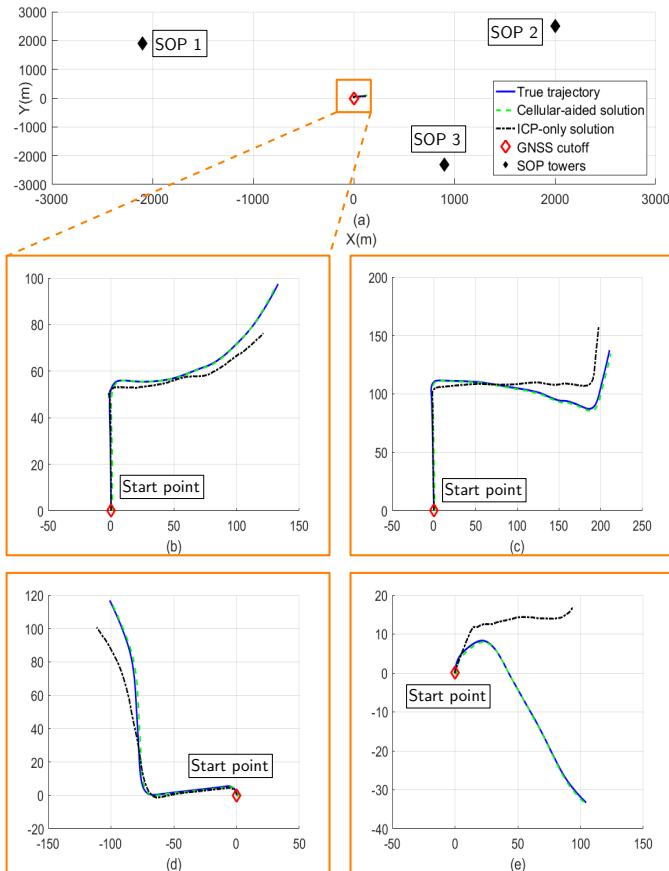 3000
2000
1000
0
-1000
-2000
-3000
Y(m)
SOP 1
SOP 2
SOP 3
True trajectory
Cellular-aided solution
ICP-only solution
GNSS cutoff
SOP towers
-3000 -2000 -1000 0 1000 2000 3000
(a)
X(m)
100
80
60
40
20
0
Start point
-50 0 50 100 150
(b)
200
150
100
50
0
Start point
-50 0 50 100 150 200 250
(c)
120
100
80
60
40
20
0
-20
Start point
-150 -100 -50 0
(d)
20
10
0
-10
-20
-30
-40
Start point
-50 0 50 100 150
(e)